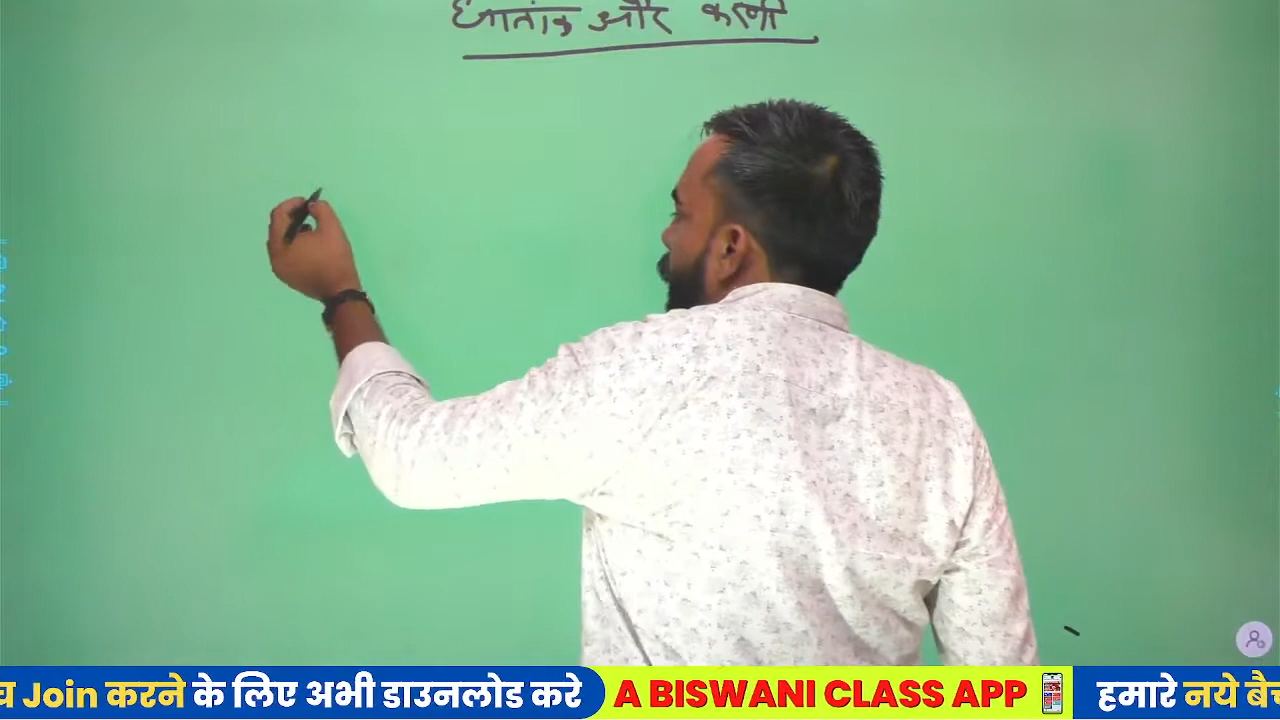 घातांक और करणी
Join करने के लिए अभी डाउनलोड करे A BISWANI CLASS APP हमारे नये